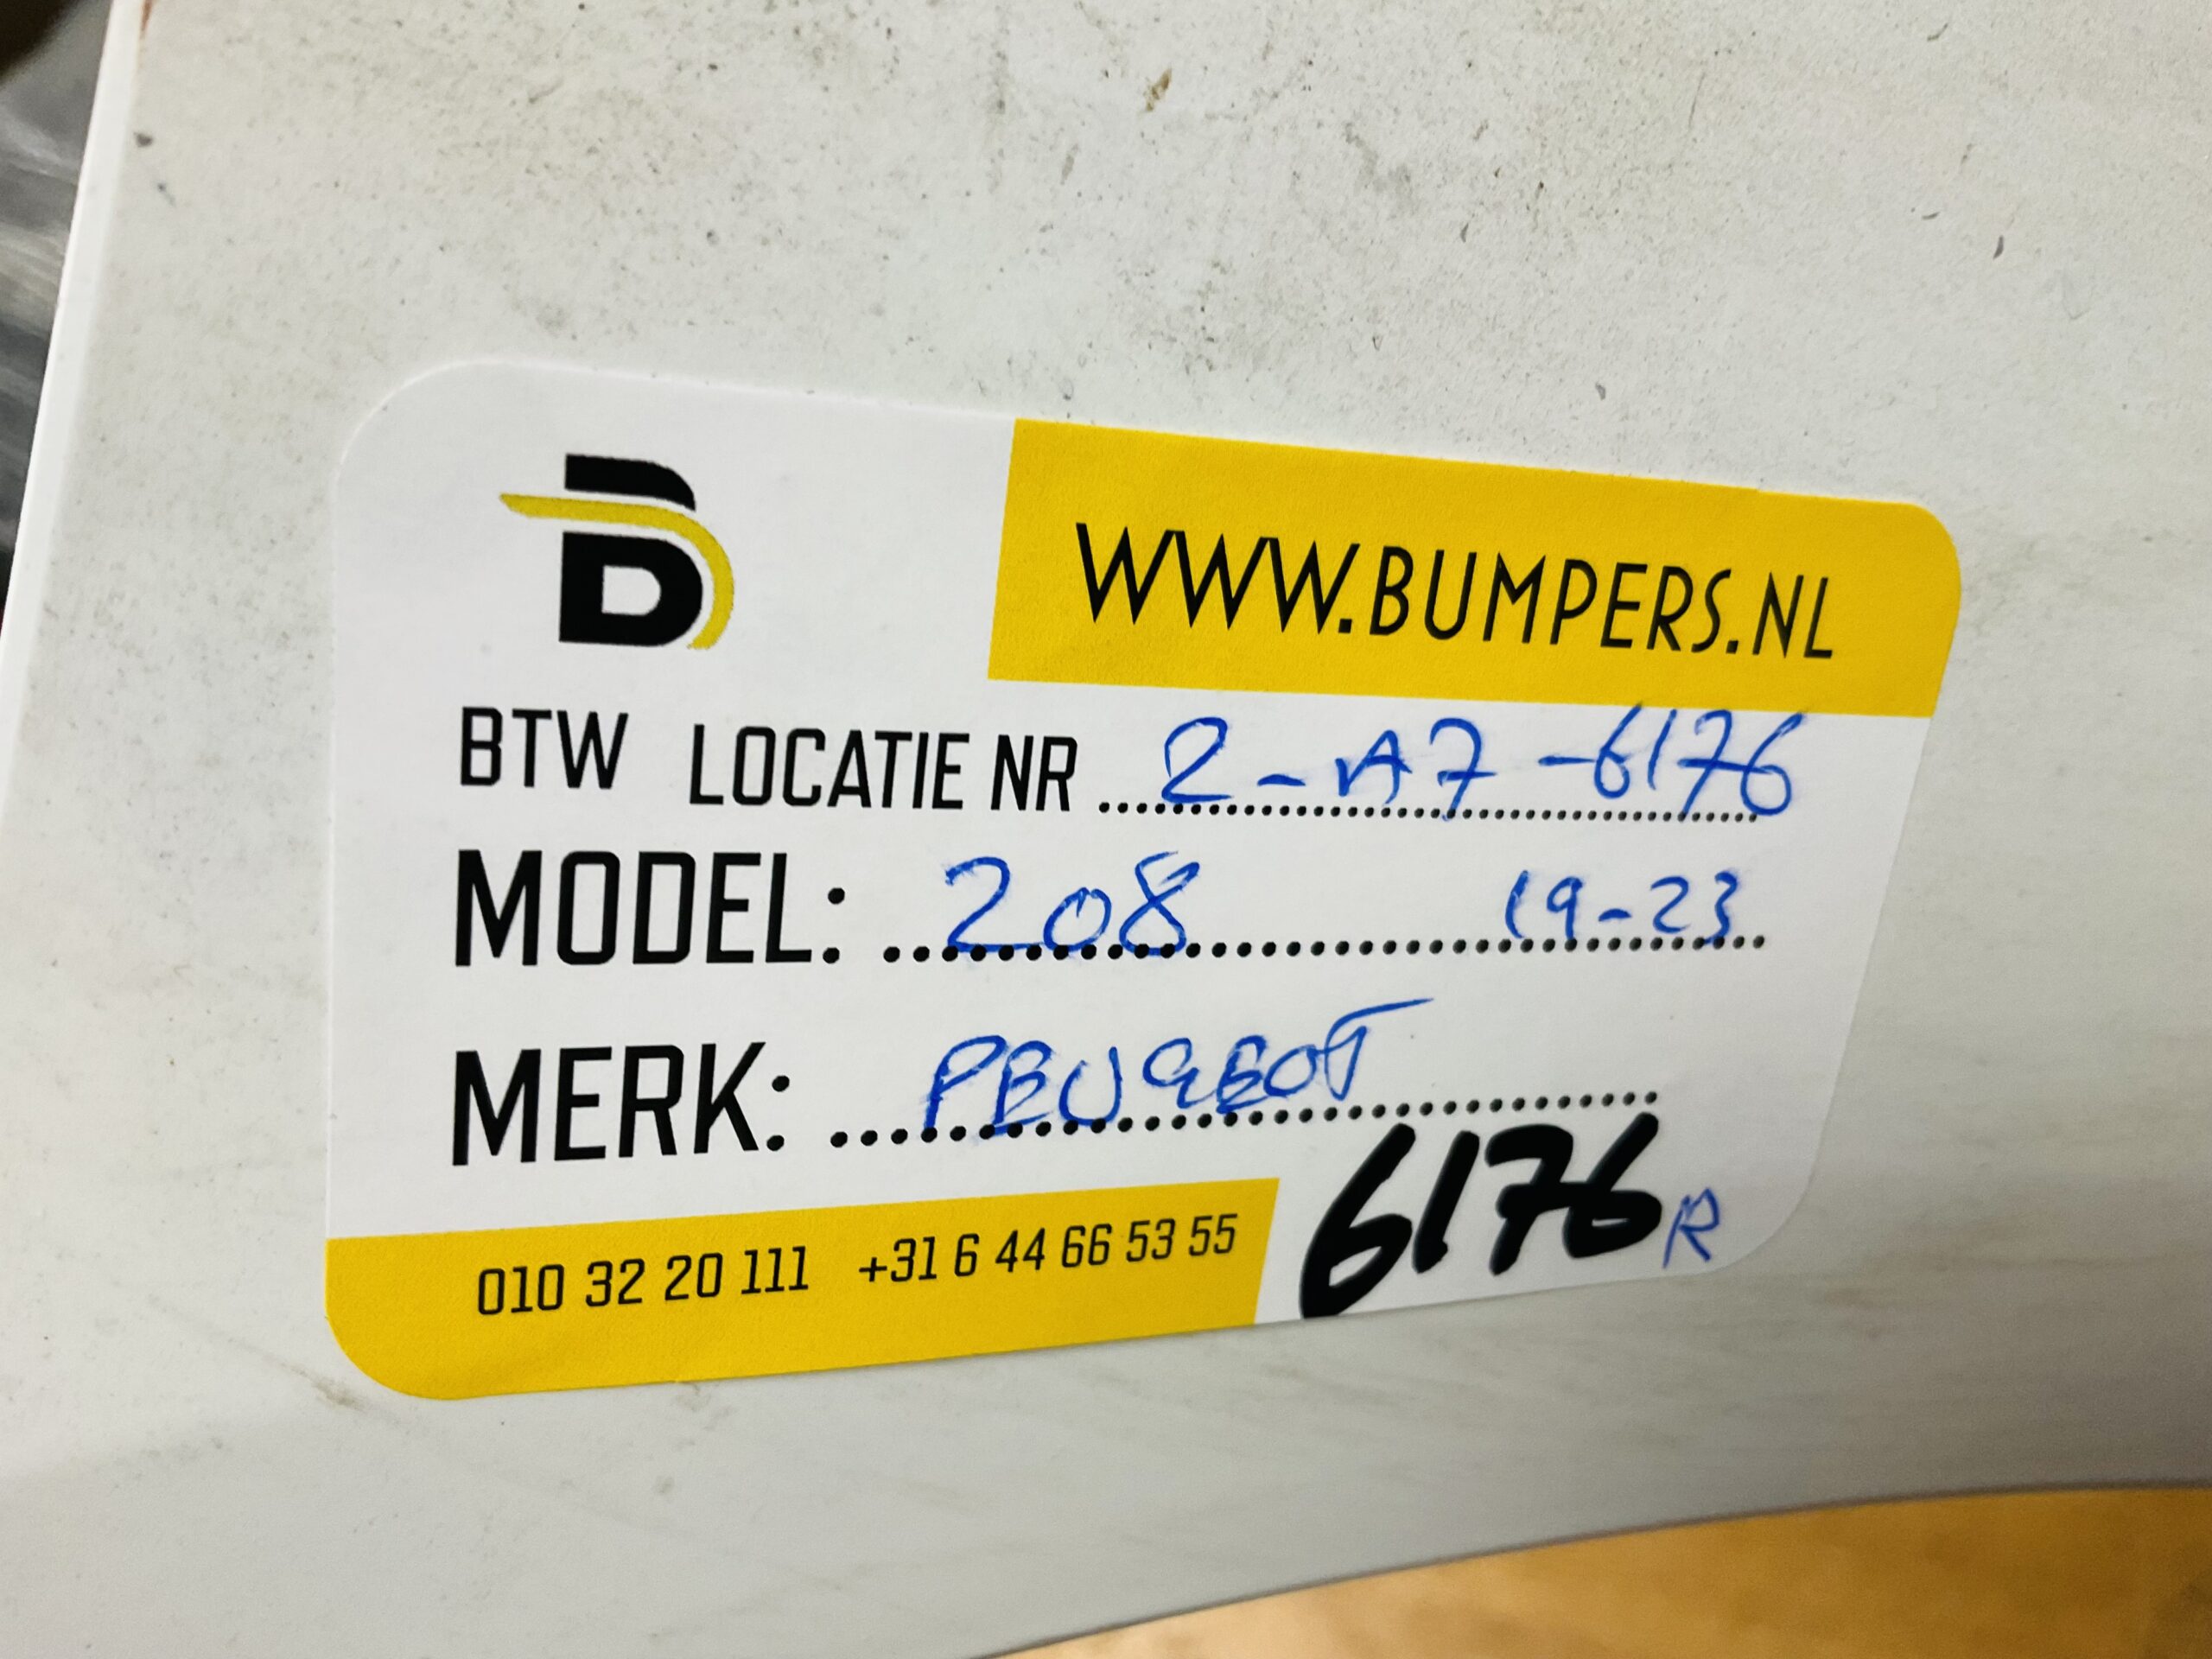 B
WWW.BUMPERS.NL
BTW LOCATIE NR 2-A7-6176
MODEL: 208 19-23
MERK: PEUGEOT
6176 R
010 32 20 111 +31 6 44 66 53 55